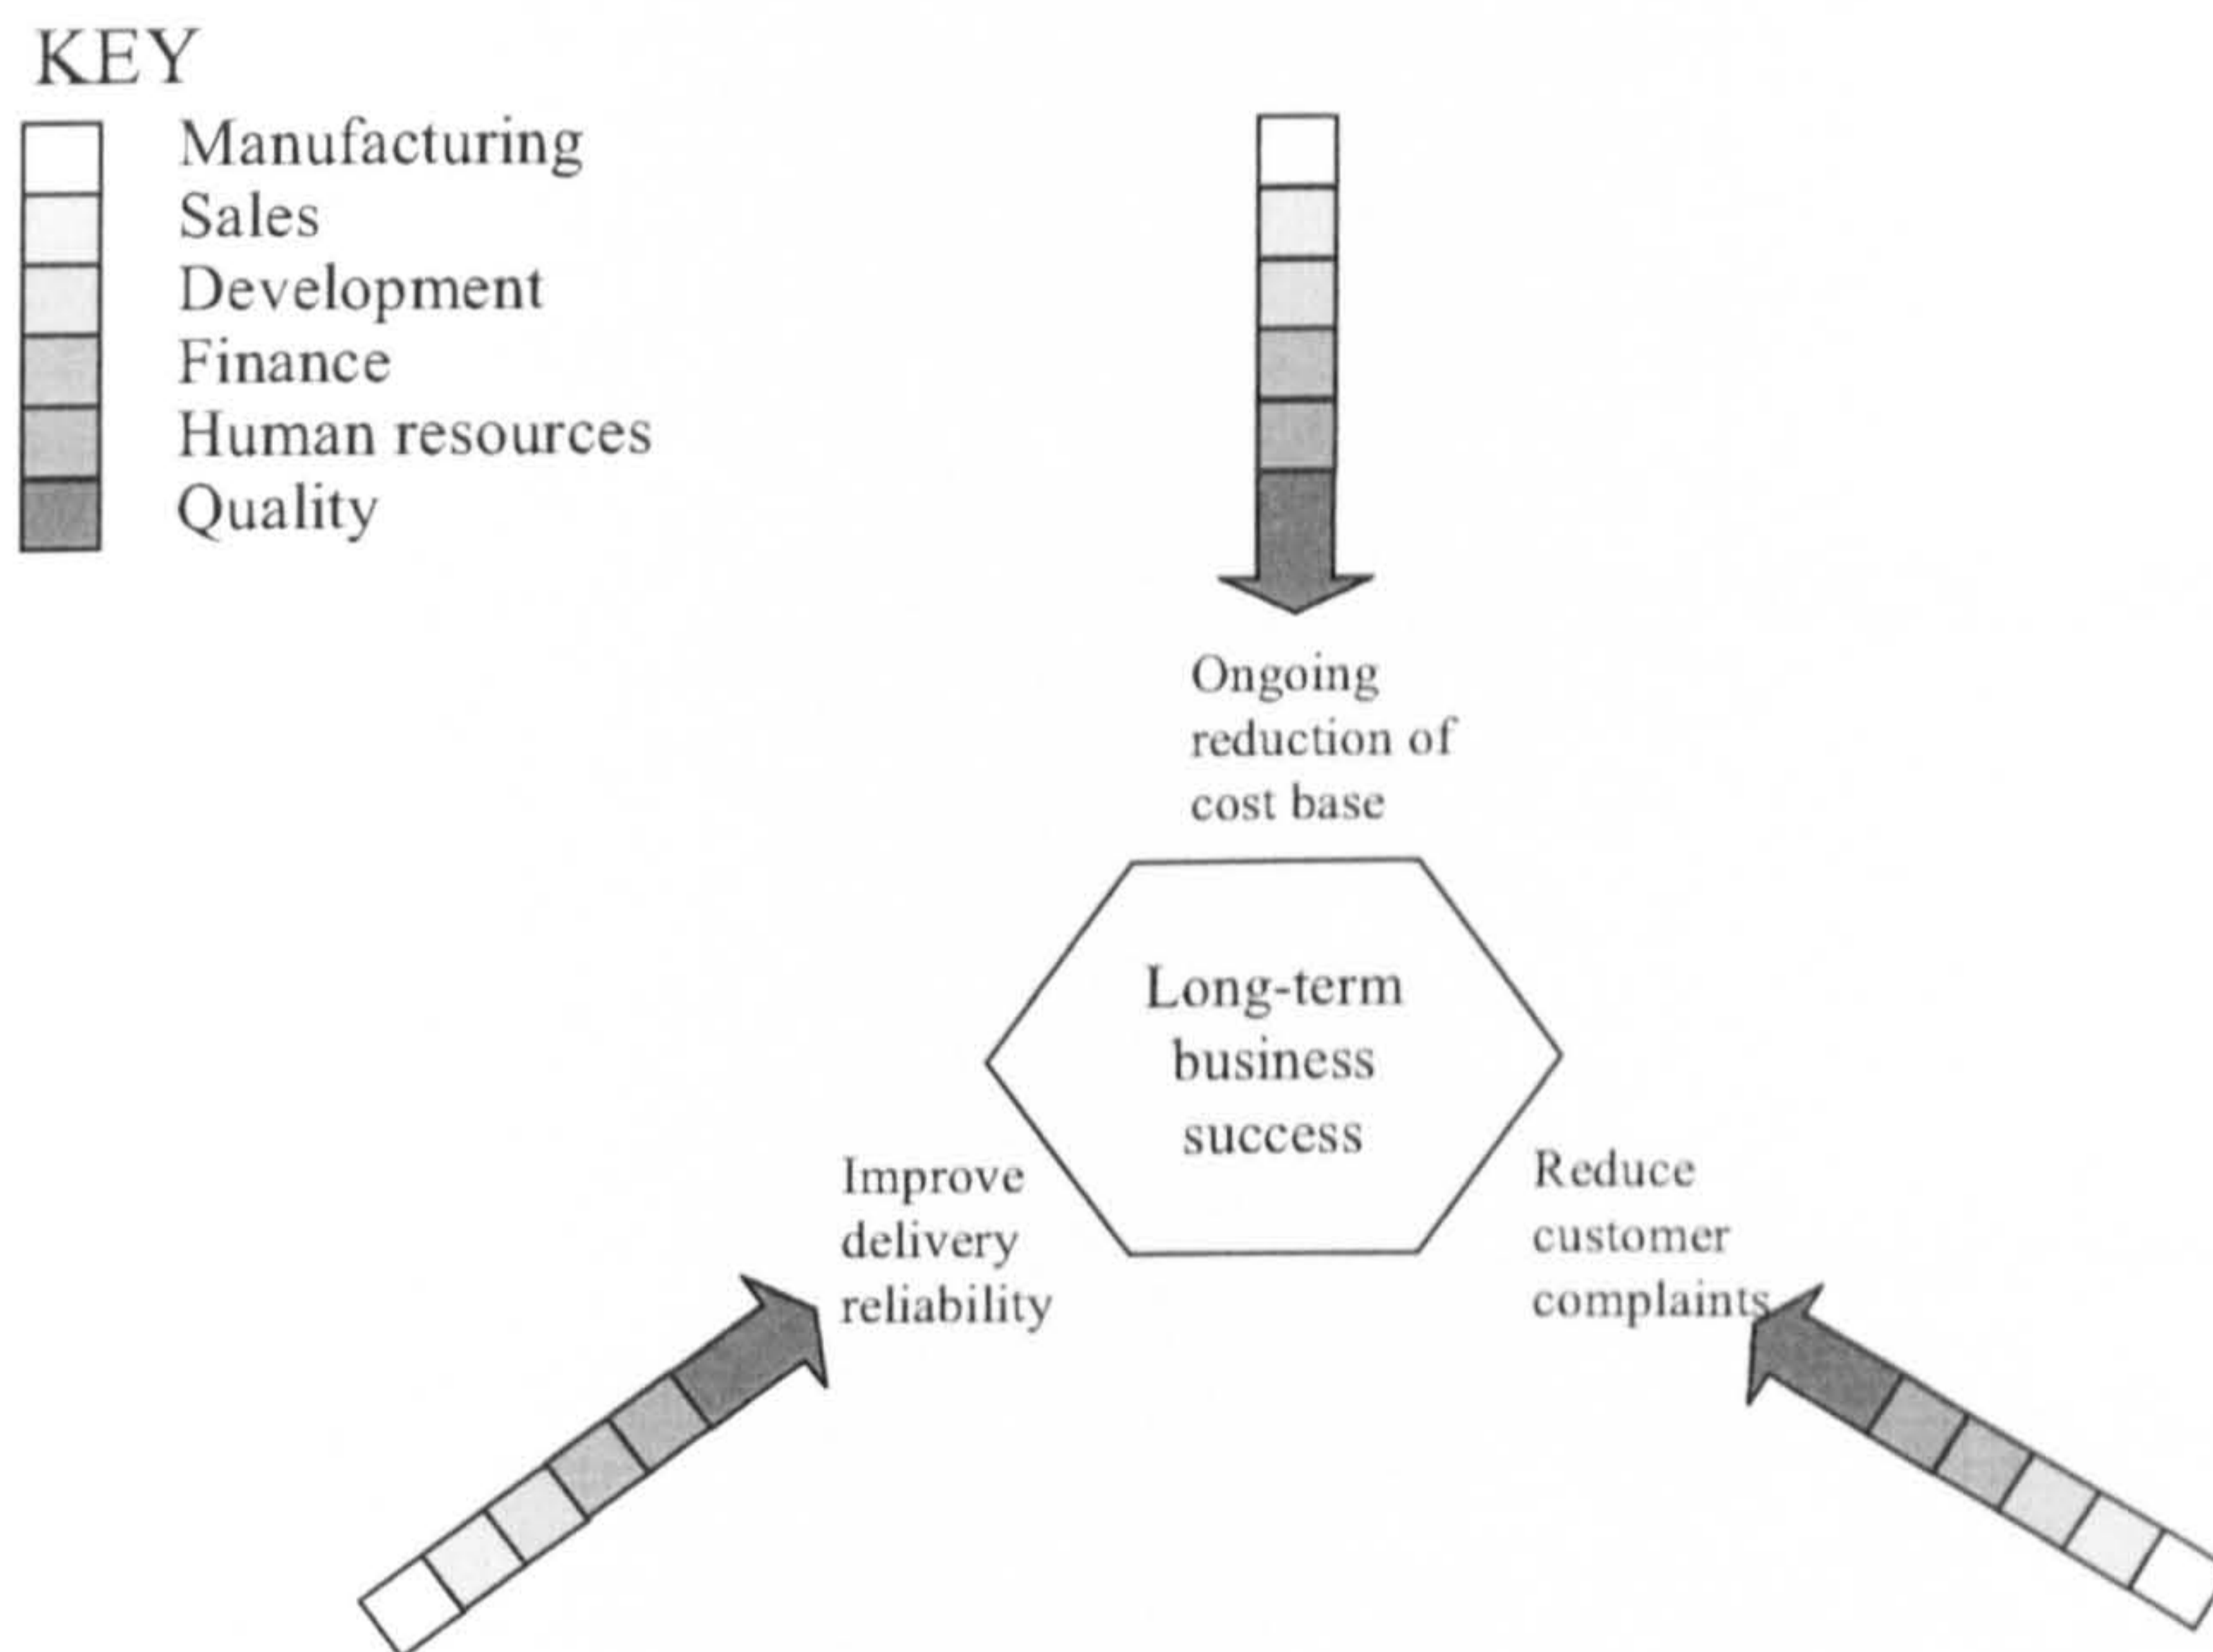 KEY
Manufacturing
Sales
Development
Finance
Human resources
Quality
Ongoing
reduction of
cost base
Long-term
business
success
Improve
delivery
reliability
Reduce
customer
complaints